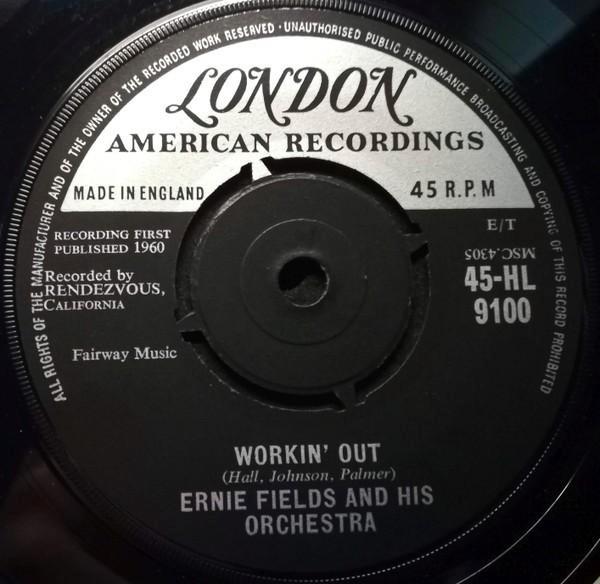 ALL RIGHTS OF THE MANUFACTURER AND OF THE OWNER OF THE RECORDED WORK RESERVED · UNAUTHORISED PUBLIC PERFORMANCE BROADCASTING AND COPYING OF THIS RECORD PROHIBITED
LONDON
AMERICAN RECORDINGS
MADE IN ENGLAND
45 R.P.M
E/T
RECORDING FIRST
PUBLISHED 1960
MSC.4305
Recorded by
RENDEZVOUS,
CALIFORNIA
45-HL
9100
Fairway Music
WORKIN' OUT
(Hall, Johnson, Palmer)
ERNIE FIELDS AND HIS
ORCHESTRA